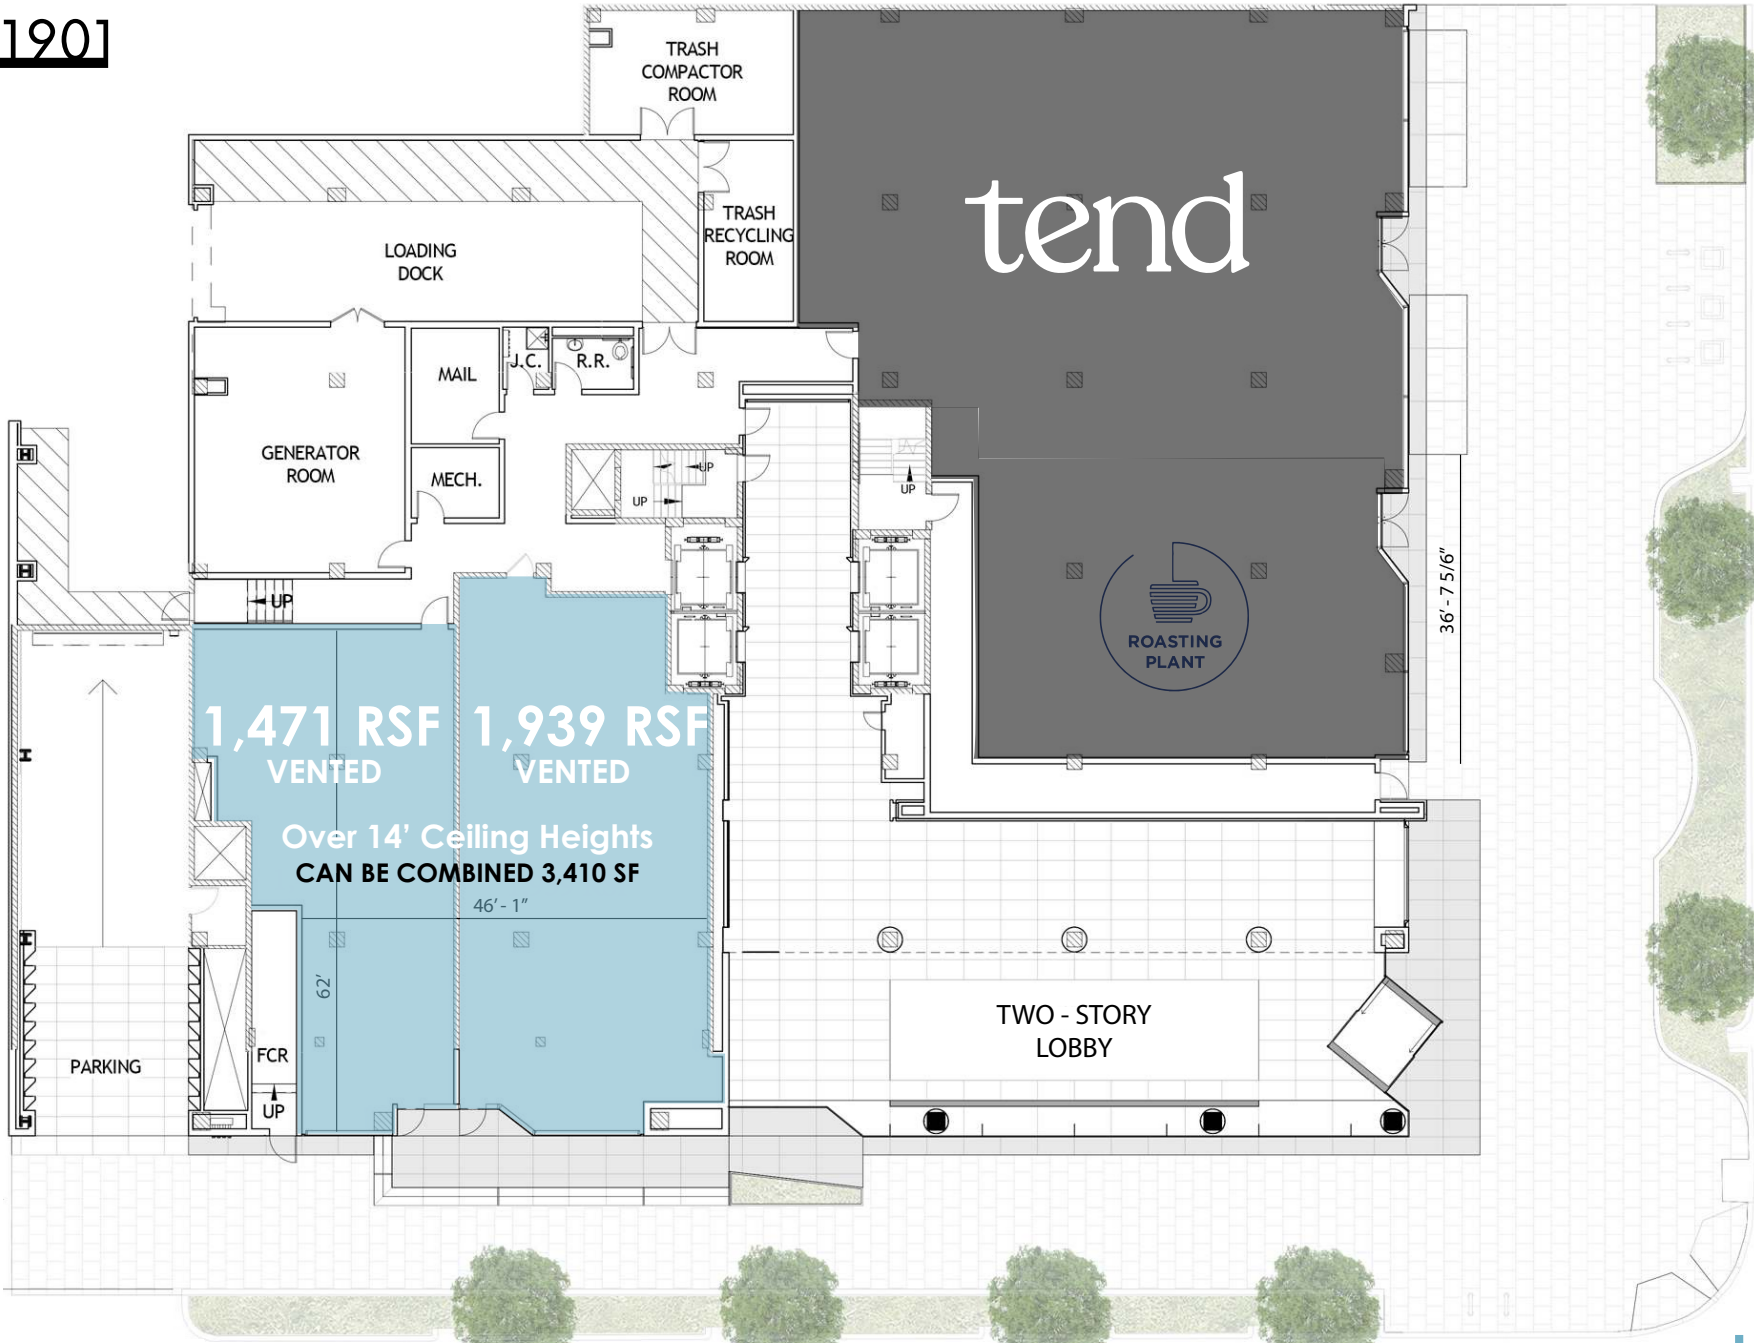 1901
TRASH
COMPACTOR
ROOM
TRASH
RECYCLING
ROOM
LOADING
DOCK
tend
MAIL
J.C.
R.R.
GENERATOR
ROOM
MECH.
UP
UP
UP
UP
36' - 7 5/6"
ROASTING
PLANT
1,471 RSF
VENTED
1,939 RSF
VENTED
Over 14' Ceiling Heights
CAN BE COMBINED 3,410 SF
46' - 1"
62'
TWO - STORY
LOBBY
PARKING
FCR
UP